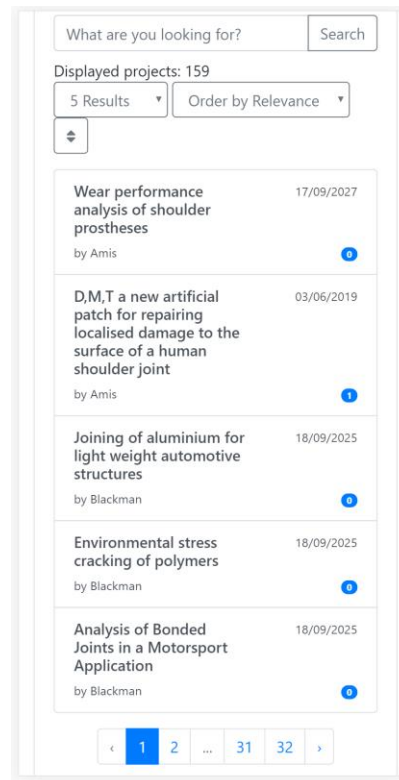 What are you looking for? Search
Displayed projects: 159
5 Results Order by Relevance
Wear performance 17/09/2027
analysis of shoulder
prostheses
by Amis 0
D,M,T a new artificial 03/06/2019
patch for repairing
localised damage to the
surface of a human
shoulder joint
by Amis 1
Joining of aluminium for 18/09/2025
light weight automotive
structures
by Blackman 0
Environmental stress 18/09/2025
cracking of polymers
by Blackman 0
Analysis of Bonded 18/09/2025
Joints in a Motorsport
Application
by Blackman 0
‹ 1 2 ... 31 32 ›